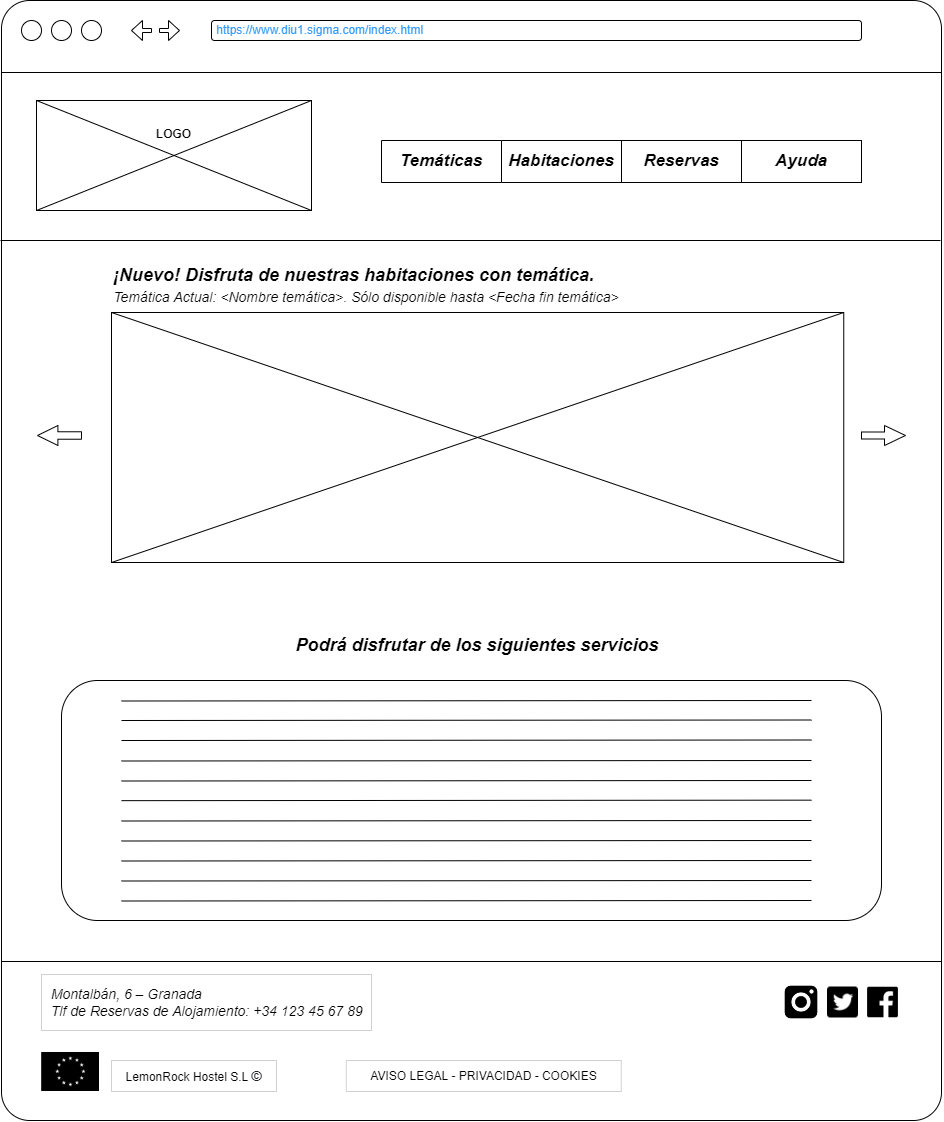 https://www.diu1.sigma.com/index.html
LOGO
Temáticas Habitaciones Reservas Ayuda
¡Nuevo! Disfruta de nuestras habitaciones con temática.
Temática Actual: <Nombre temática>. Sólo disponible hasta <Fecha fin temática>
Podrá disfrutar de los siguientes servicios
Montalbán, 6 – Granada
Tlf de Reservas de Alojamiento: +34 123 45 67 89
LemonRock Hostel S.L ©
AVISO LEGAL - PRIVACIDAD - COOKIES